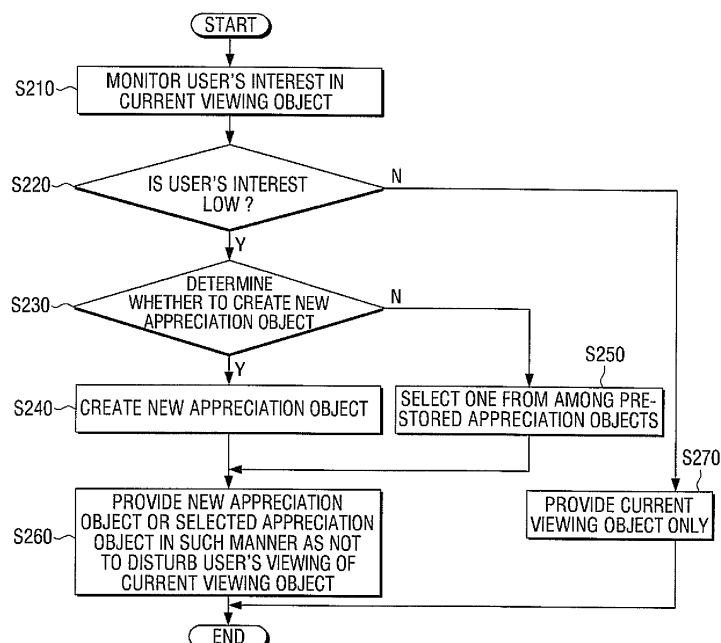 START
S210
MONITOR USER'S INTEREST IN
CURRENT VIEWING OBJECT
S220
IS USER'S INTEREST
LOW ?
N
Y
S230
DETERMINE
WHETHER TO CREATE NEW
APPRECIATION OBJECT
N
Y
S240
CREATE NEW APPRECIATION OBJECT
S250
SELECT ONE FROM AMONG PRE-
STORED APPRECIATION OBJECTS
S260
PROVIDE NEW APPRECIATION
OBJECT OR SELECTED APPRECIATION
OBJECT IN SUCH MANNER AS NOT
TO DISTURB USER'S VIEWING OF
CURRENT VIEWING OBJECT
S270
PROVIDE CURRENT
VIEWING OBJECT ONLY
END